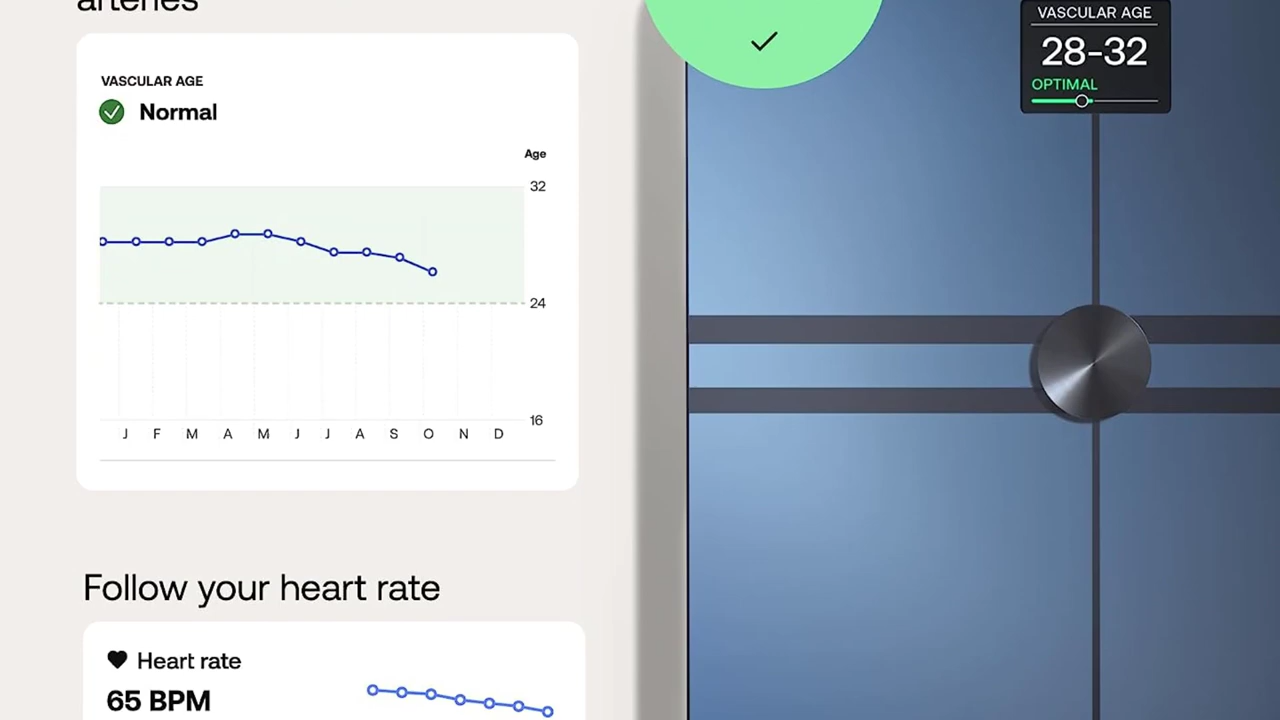 arteries
VASCULAR AGE
Normal
Age
32
24
16
J F M A M J J A S O N D
Follow your heart rate
Heart rate
65 BPM
VASCULAR AGE
28-32
OPTIMAL